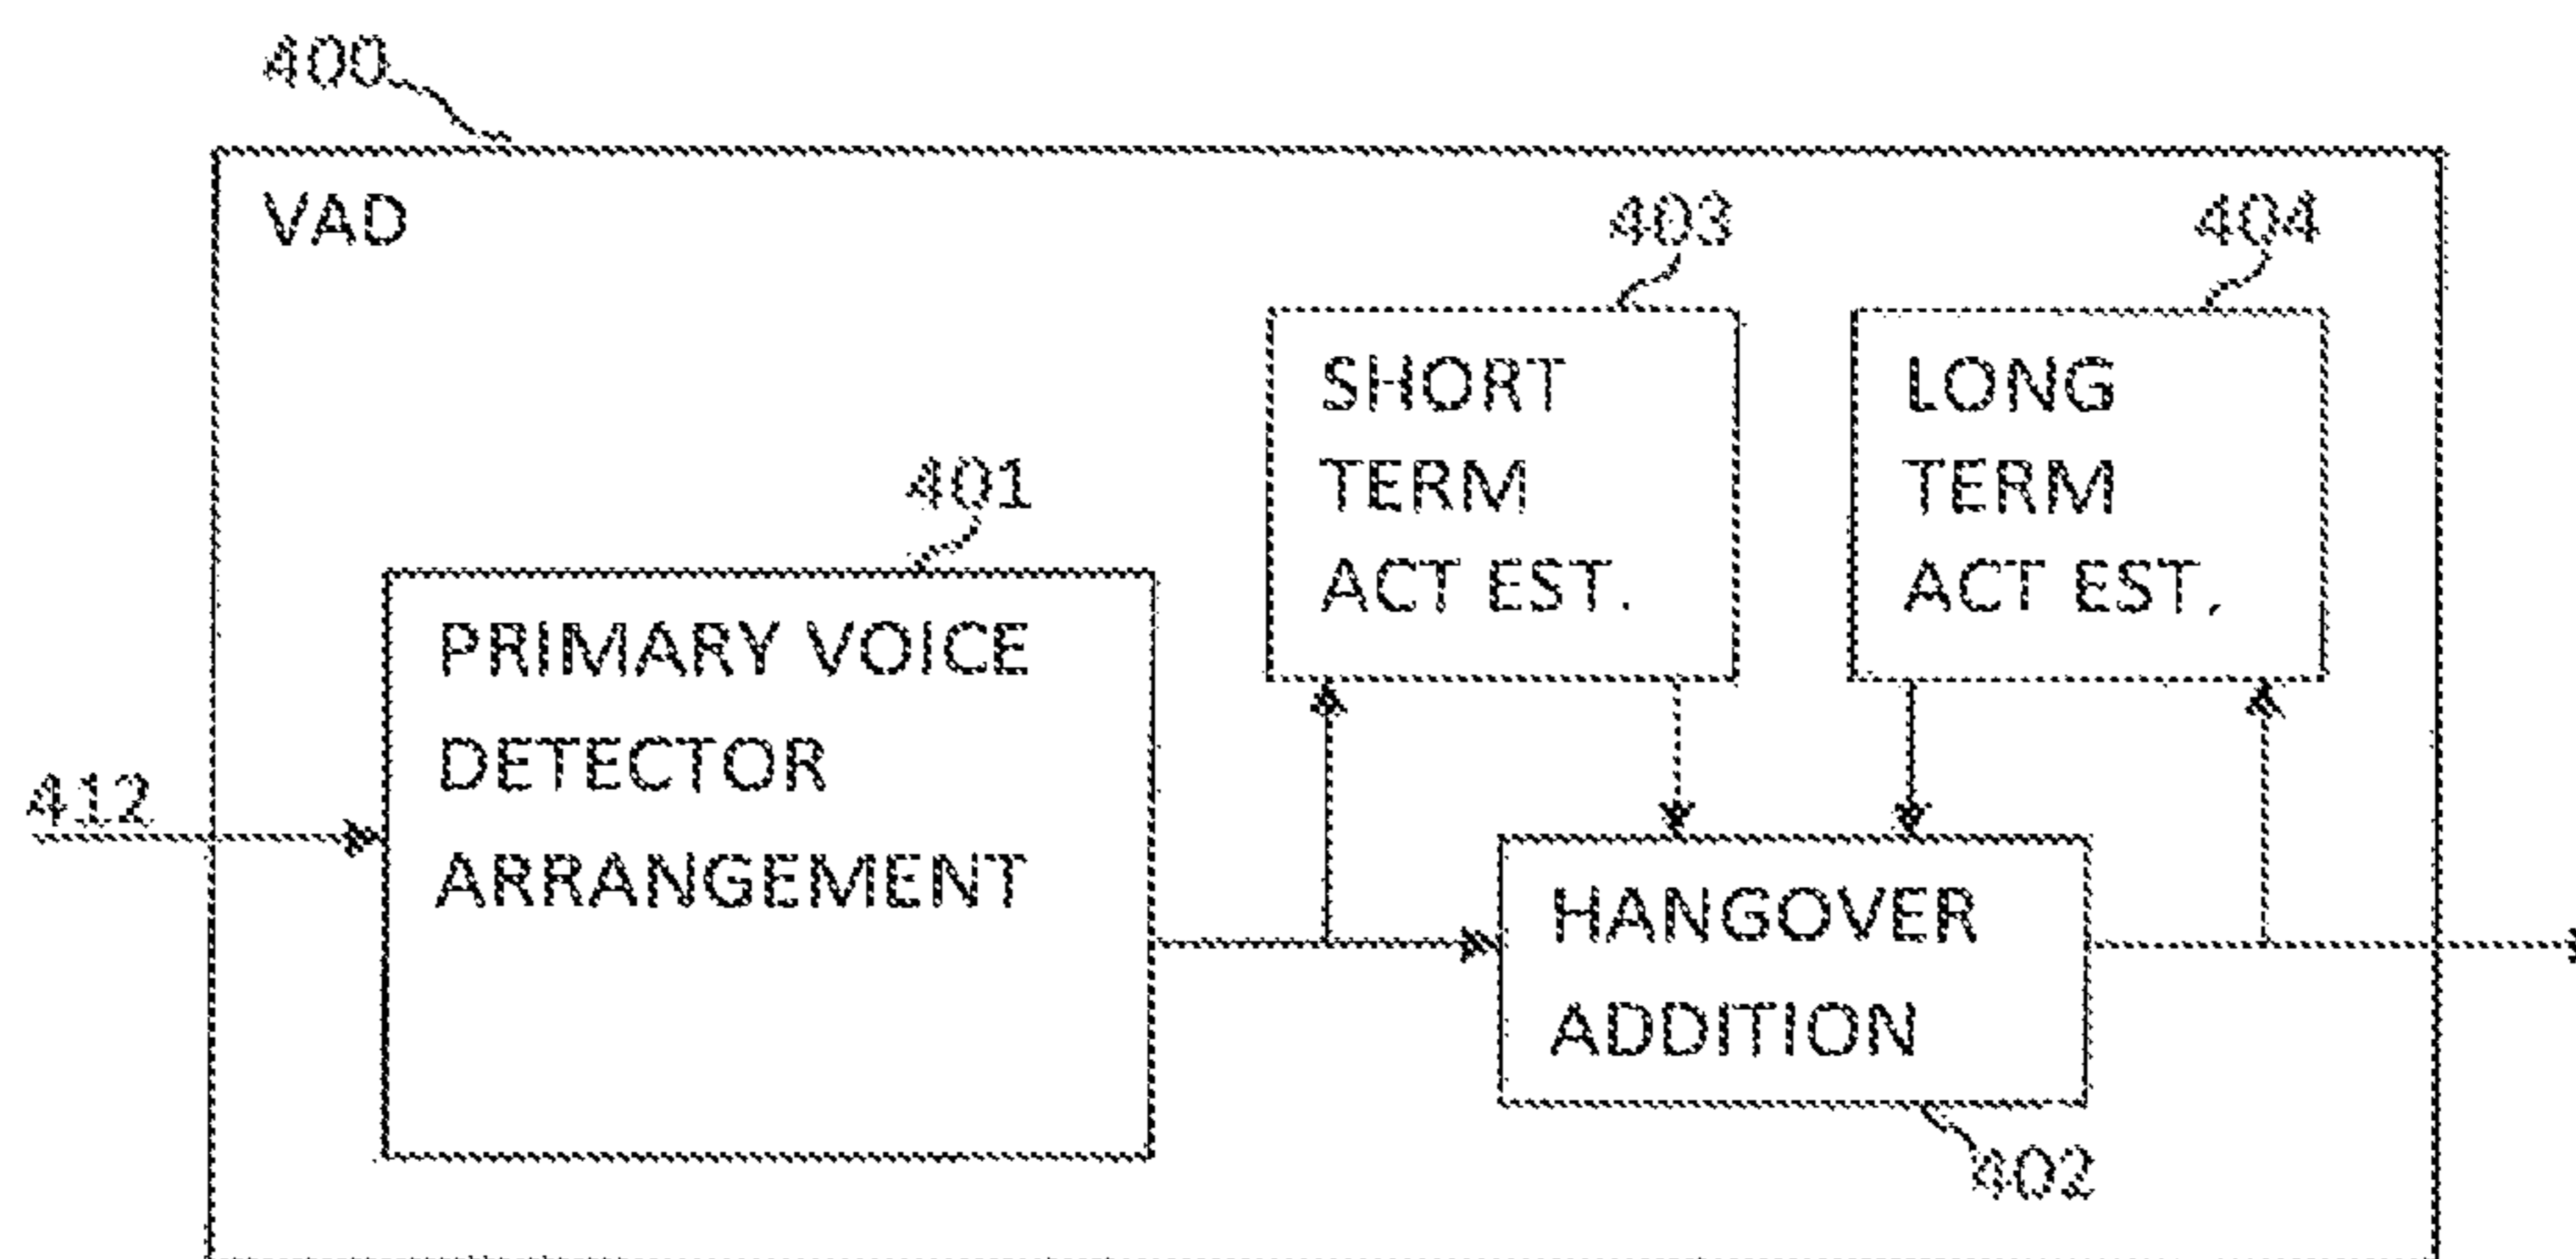 400
VAD
403
404
SHORT
TERM
ACT EST.
LONG
TERM
ACT EST.
401
PRIMARY VOICE
DETECTOR
ARRANGEMENT
412
HANGOVER
ADDITION
402